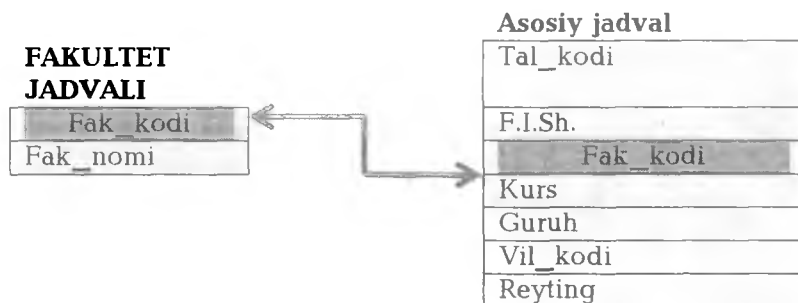 FAKULTET
JADVALI
Fak_kodi
Fak_nomi
Asosiy jadval
Tal_kodi
F.I.Sh.
Fak_kodi
Kurs
Guruh
Vil_kodi
Reyting